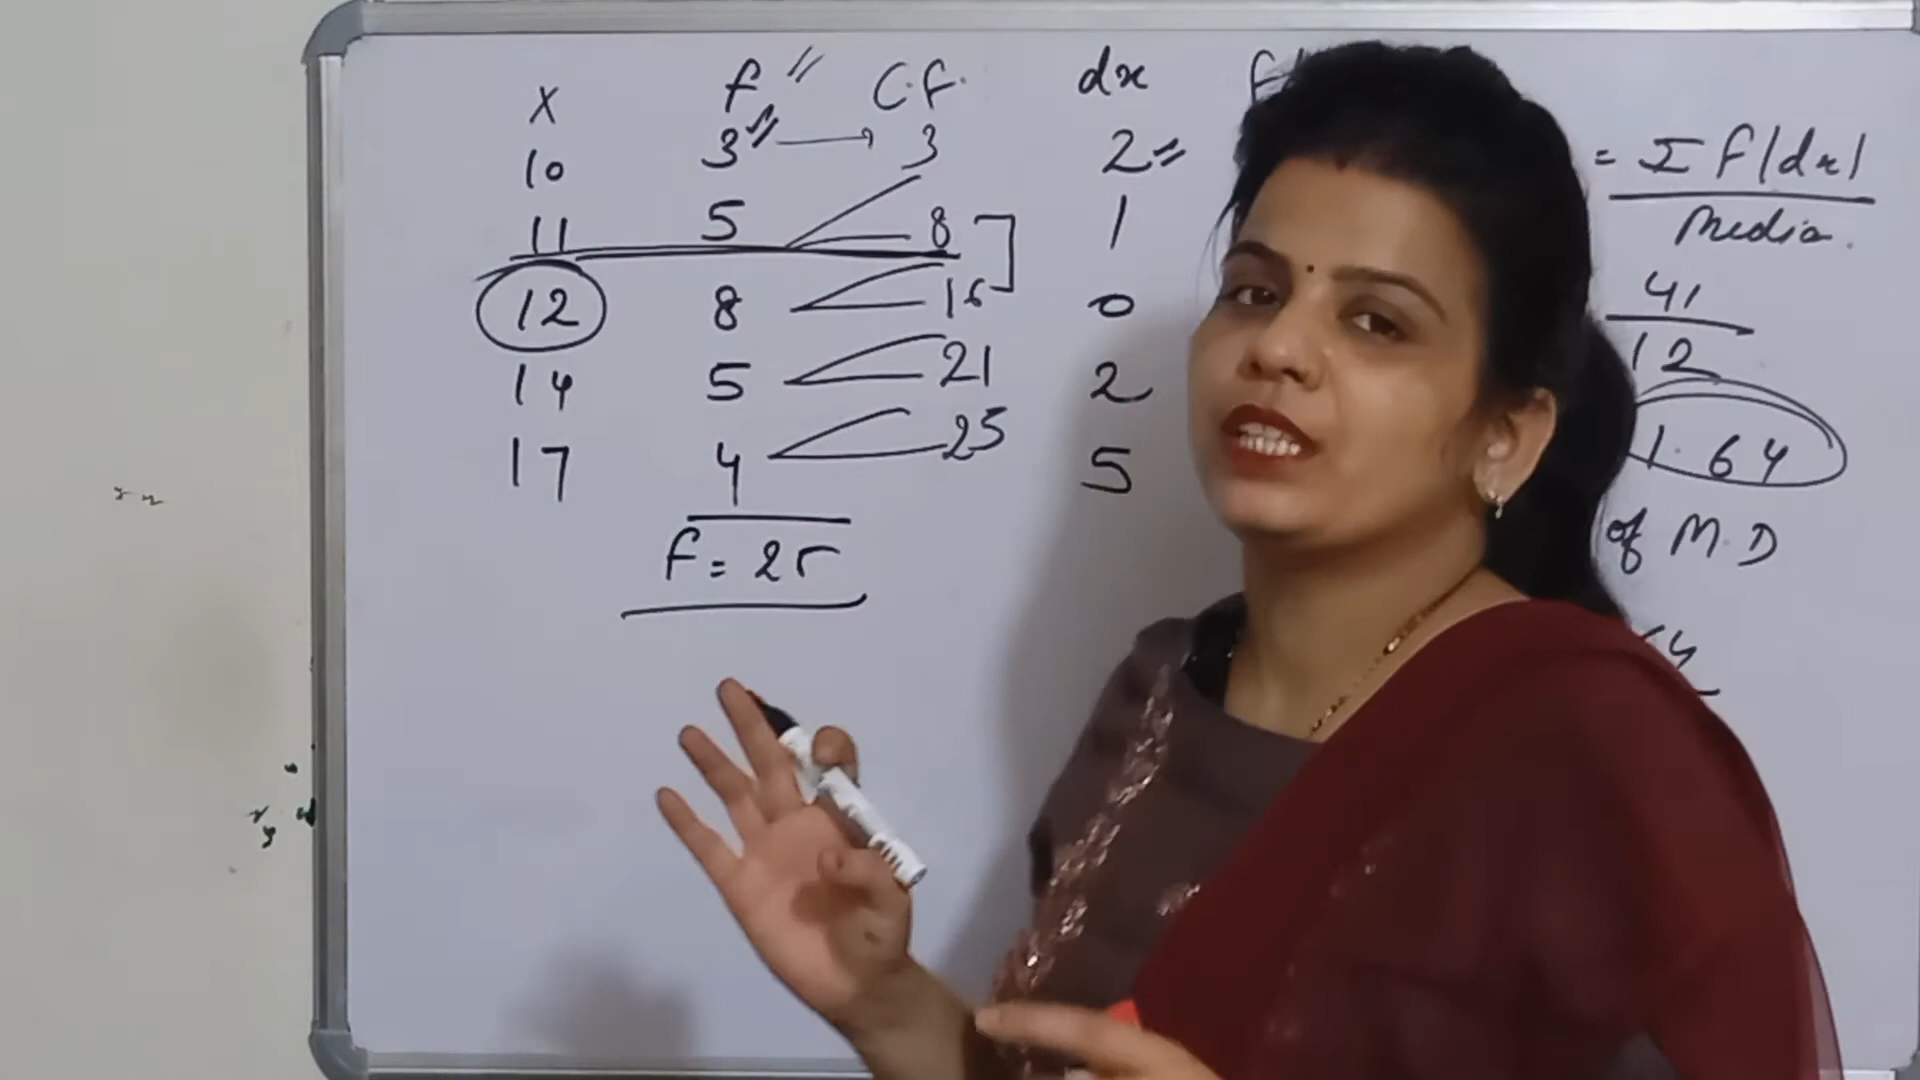 X f C.f. dx f
10 3 → 3 2 = Σ f|dx|
11 5 8 1 Media.
12 8 16 0 41
14 5 21 2 12
17 4 25 5 1.64
f = 25 of M.D